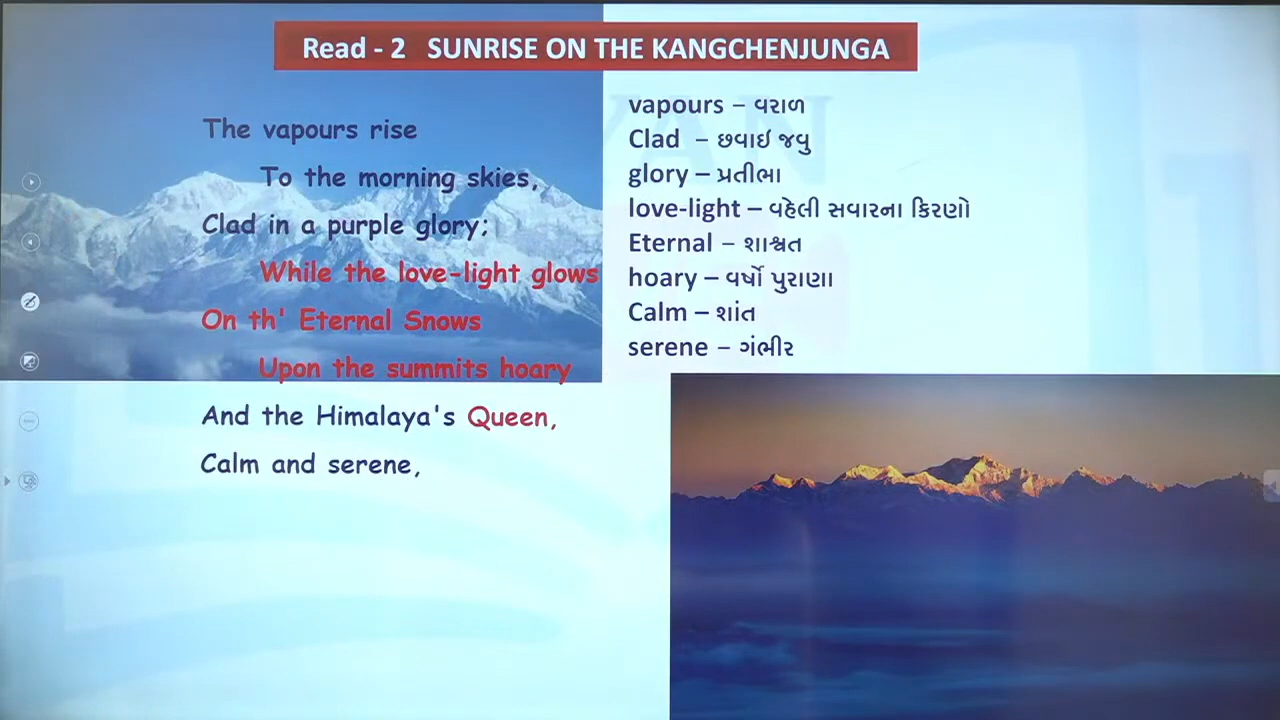 Read - 2 SUNRISE ON THE KANGCHENJUNGA
The vapours rise
To the morning skies,
Clad in a purple glory;
While the love-light glows
On th' Eternal Snows
Upon the summits hoary
And the Himalaya's Queen,
Calm and serene,
vapours – વરાળ
Clad – છવાઇ જવુ
glory – પ્રતીભા
love-light – વહેલી સવારના કિરણો
Eternal – શાશ્વત
hoary – વર્ષો પુરાણા
Calm – શાંત
serene – ગંભીર